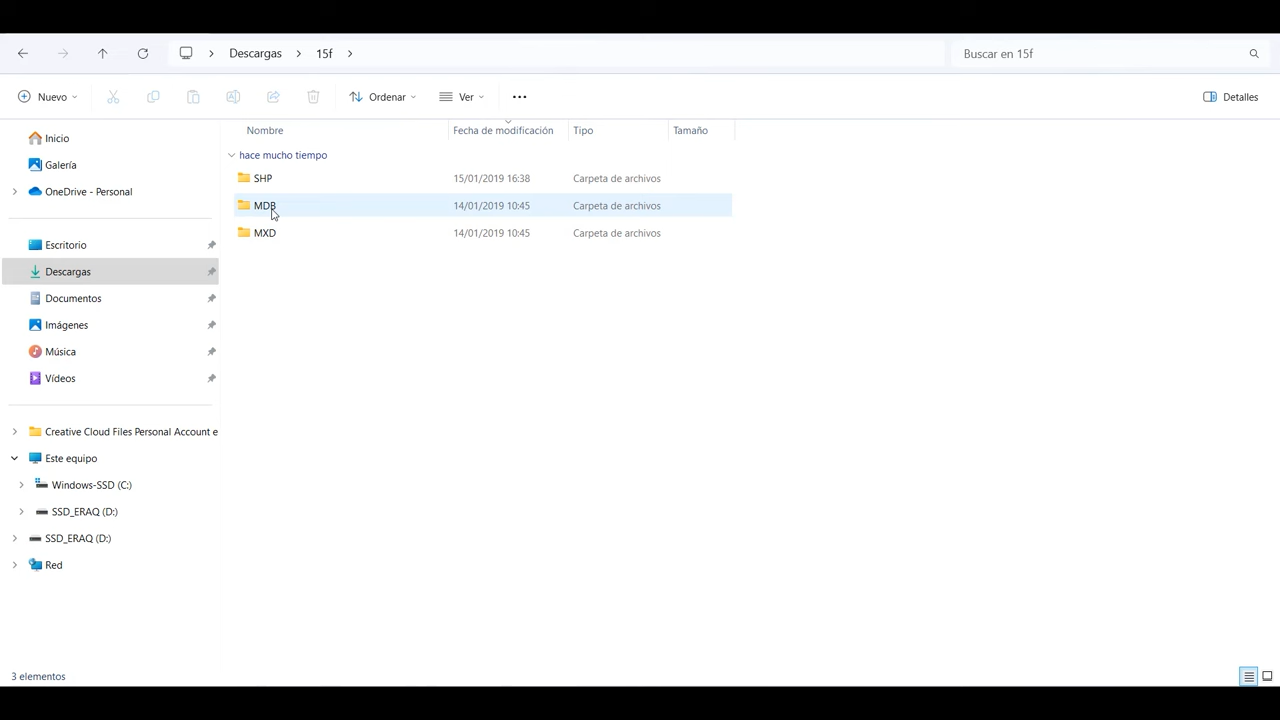 Descargas 15f
Buscar en 15f
Nuevo
Ordenar
Ver
Detalles
Inicio
Galería
OneDrive - Personal
Escritorio
Descargas
Documentos
Imágenes
Música
Vídeos
Creative Cloud Files Personal Account e
Este equipo
Windows-SSD (C:)
SSD_ERAQ (D:)
SSD_ERAQ (D:)
Red
Nombre Fecha de modificación Tipo Tamaño
hace mucho tiempo
SHP 15/01/2019 16:38 Carpeta de archivos
MDB 14/01/2019 10:45 Carpeta de archivos
MXD 14/01/2019 10:45 Carpeta de archivos
3 elementos